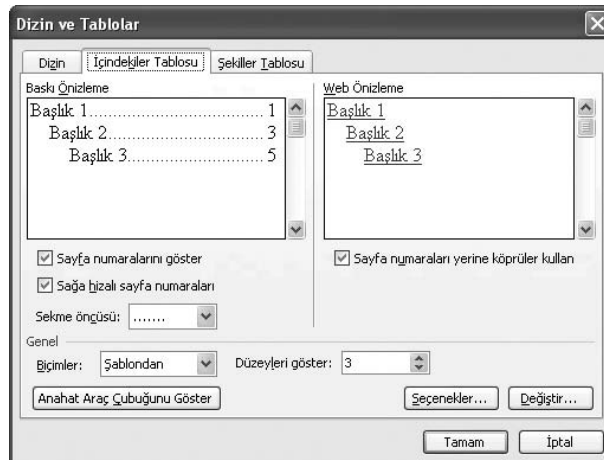 Dizin ve Tablolar
Dizin
İçindekiler Tablosu
Şekiller Tablosu
Baskı Önizleme
Başlık 1........................................ 1
Başlık 2................................... 3
Başlık 3............................... 5
Web Önizleme
Başlık 1
Başlık 2
Başlık 3
Sayfa numaralarını göster
Sağa hizalı sayfa numaraları
Sekme öncüsü: .......
Sayfa numaraları yerine köprüler kullan
Genel
Biçimler: Şablondan
Düzeyleri göster: 3
Anahat Araç Çubuğunu Göster
Seçenekler...
Değiştir...
Tamam
İptal